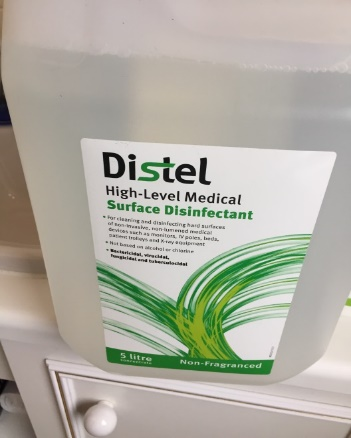 Distel
High-Level Medical
Surface Disinfectant
• For cleaning and disinfecting hard surfaces
of non-invasive, non-lumened medical
devices such as monitors, IV poles, beds,
patient trolleys and X-ray equipment
• Not based on alcohol or chlorine
• Bactericidal, virucidal,
fungicidal and tuberculocidal
5 litre
concentrate
Non-Fragranced